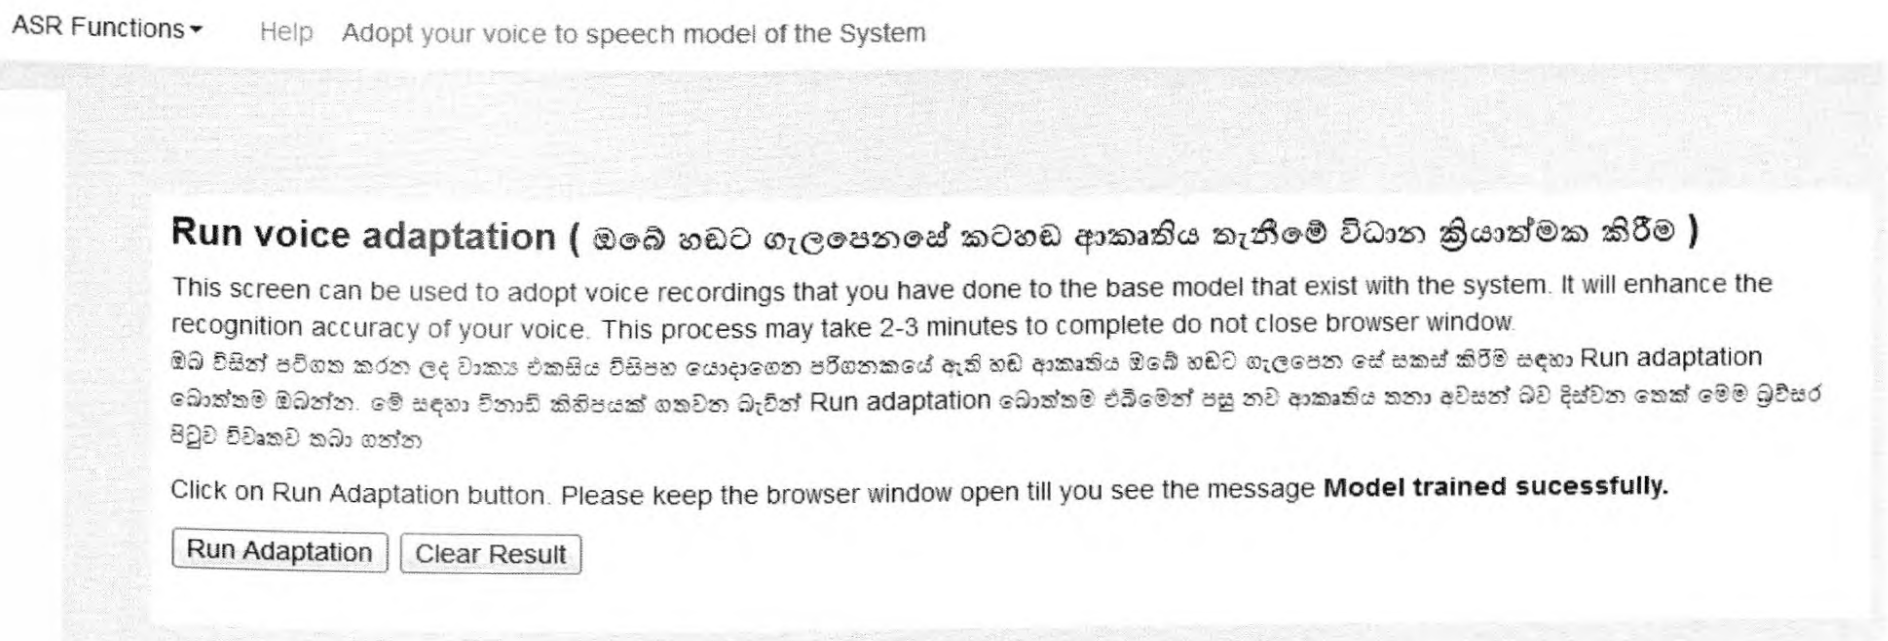 ASR Functions Help Adopt your voice to speech model of the System
Run voice adaptation ( ඔබේ හඬට ගැලපෙනසේ කටහඬ ආකෘතිය තැනීමේ විධාන ක්‍රියාත්මක කිරීම )
This screen can be used to adopt voice recordings that you have done to the base model that exist with the system. It will enhance the
recognition accuracy of your voice. This process may take 2-3 minutes to complete do not close browser window.
ඔබ විසින් පටිගත කරන ලද වාක්‍ය එකසිය විසිපහ යොදාගෙන පරිගනකයේ ඇති හඬ ආකෘතිය ඔබේ හඬට ගැලපෙන සේ සකස් කිරීම සඳහා Run adaptation
බොත්තම ඔබන්න. මේ සඳහා විනාඩි කිහිපයක් ගතවන බැවින් Run adaptation බොත්තම එබීමෙන් පසු නව ආකෘතිය තනා අවසන් බව දිස්වන තෙක් මෙම බ්‍රව්සර
පිටුව විවෘතව තබා ගන්න
Click on Run Adaptation button. Please keep the browser window open till you see the message Model trained sucessfully.
Run Adaptation Clear Result